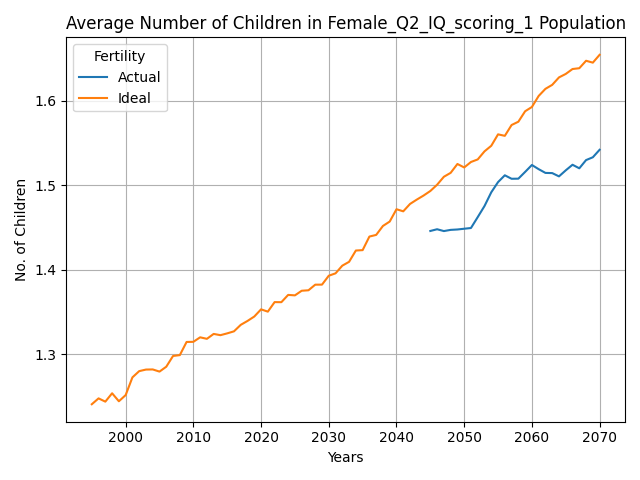 Average Number of Children in Female_Q2_IQ_scoring_1 Population
Fertility
Actual
Ideal
1.6
1.5
1.4
1.3
No. of Children
2000 2010 2020 2030 2040 2050 2060 2070
Years